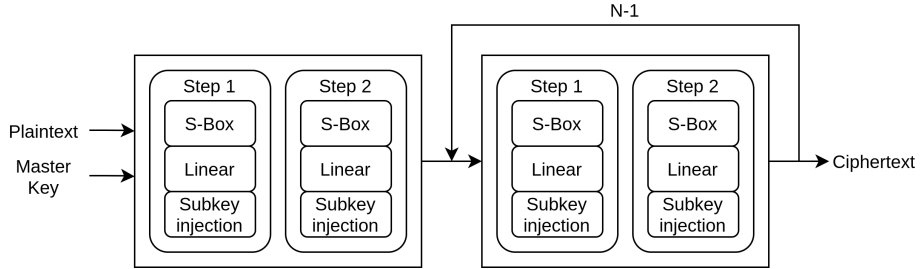 N-1
Plaintext
Master
Key
Step 1
S-Box
Linear
Subkey
injection
Step 2
S-Box
Linear
Subkey
injection
Step 1
S-Box
Linear
Subkey
injection
Step 2
S-Box
Linear
Subkey
injection
Ciphertext